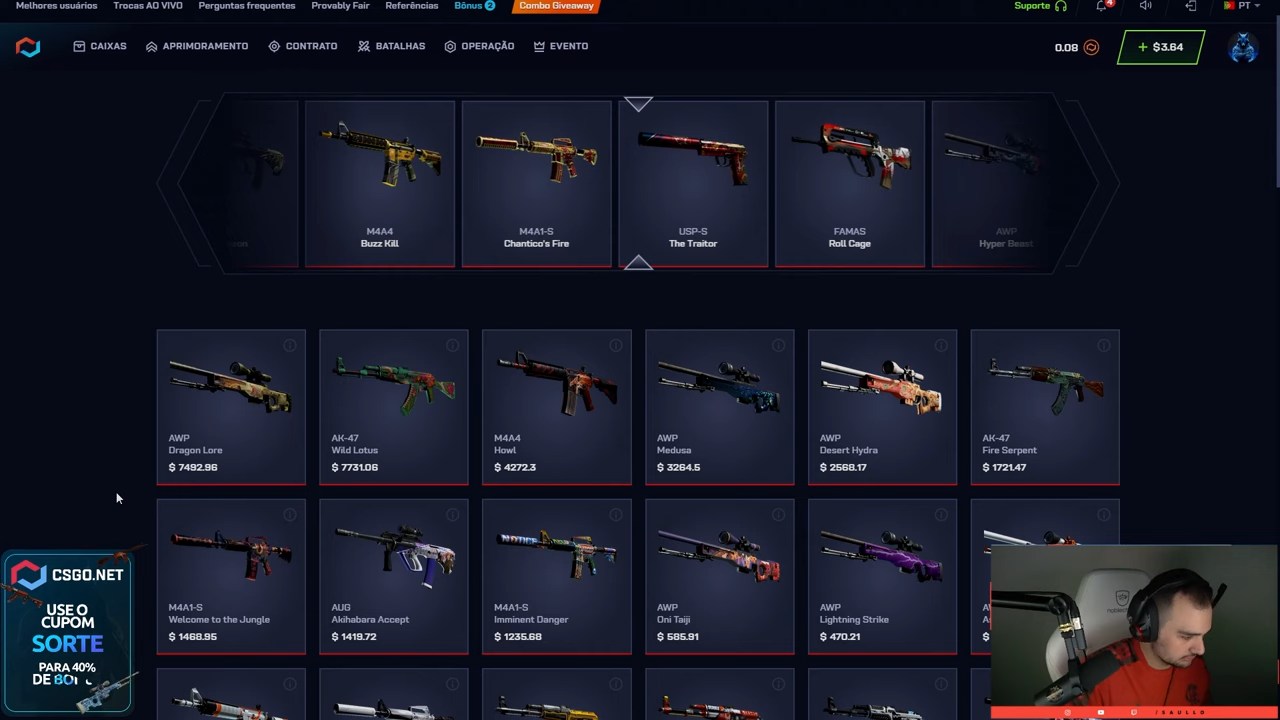 Melhores usuários Trocas AO VIVO Perguntas frequentes Provably Fair Referências Bônus 2 Combo Giveaway Suporte 4 PT
CAIXAS APRIMORAMENTO CONTRATO BATALHAS OPERAÇÃO EVENTO 0.08 + $3.64
M4A4 M4A1-S USP-S FAMAS AWP
Buzz Kill Chantico's Fire The Traitor Roll Cage Hyper Beast
AWP AK-47 M4A4 AWP AWP AK-47
Dragon Lore Wild Lotus Howl Medusa Desert Hydra Fire Serpent
$ 7492.96 $ 7731.06 $ 4272.3 $ 3264.5 $ 2568.17 $ 1721.47
M4A1-S AUG M4A1-S AWP AWP
Welcome to the Jungle Akihabara Accept Imminent Danger Oni Taiji Lightning Strike
$ 1468.95 $ 1419.72 $ 1235.68 $ 585.91 $ 470.21
CSGO.NET
USE O
CUPOM
SORTE
PARA 40%
DE
/SAULLO